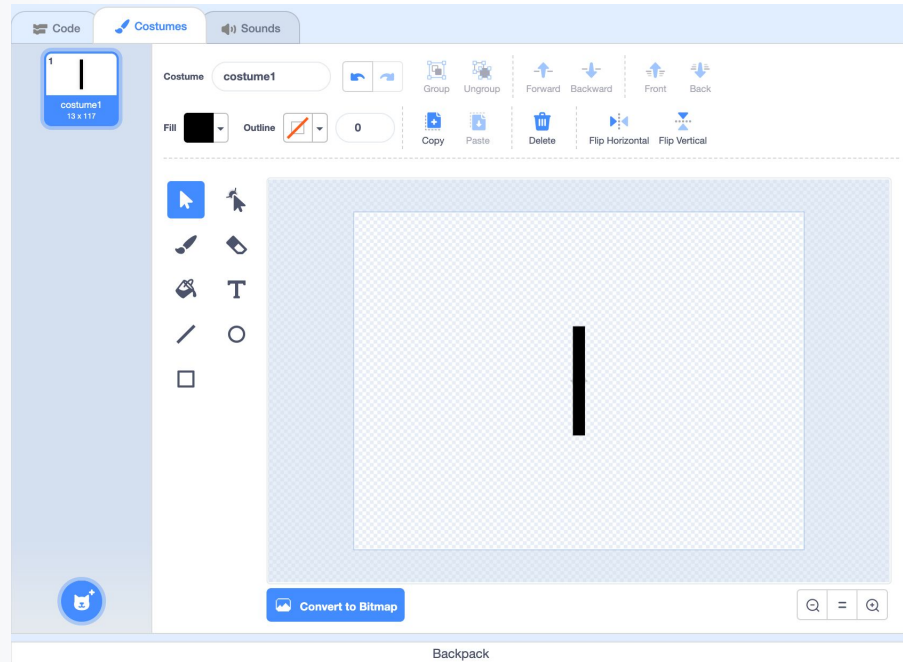 Code
Costumes
Sounds
1
costume1
13 x 117
Costume
costume1
Group
Ungroup
Forward
Backward
Front
Back
Fill
Outline
0
Copy
Paste
Delete
Flip Horizontal
Flip Vertical
T
Convert to Bitmap
=
Backpack